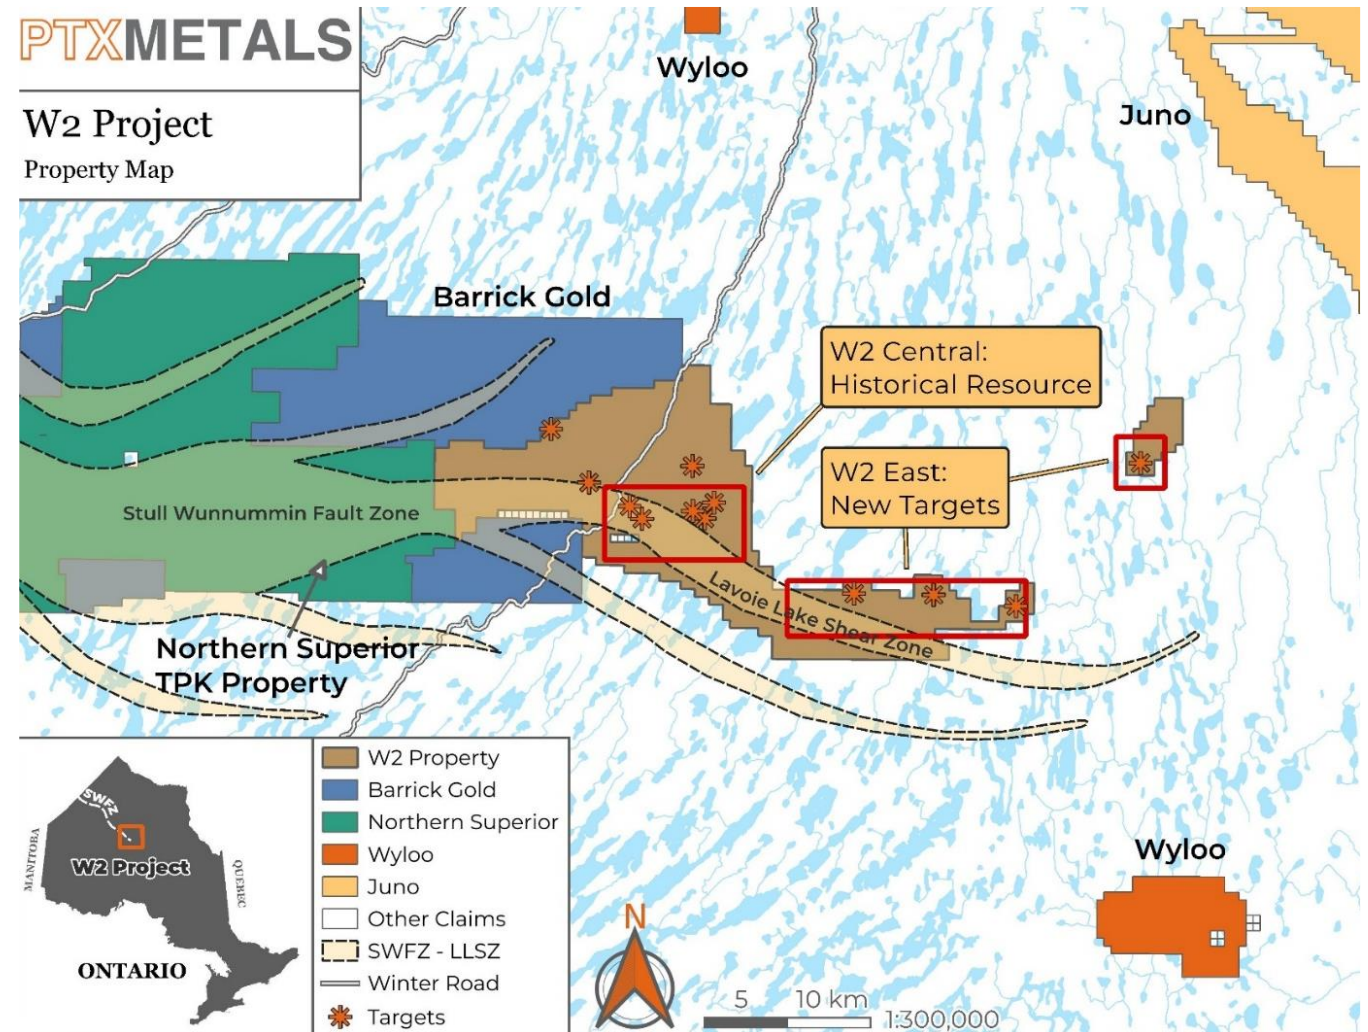 PTXMETALS
W2 Project
Property Map
Wyloo
Juno
Barrick Gold
W2 Central:
Historical Resource
W2 East:
New Targets
Stull Wunnummin Fault Zone
Lavoie Lake Shear Zone
Northern Superior
TPK Property
W2 Property
Barrick Gold
Northern Superior
Wyloo
Juno
Other Claims
SWFZ - LLSZ
Winter Road
Targets
SWFZ
W2 Project
MANITOBA
QUEBEC
ONTARIO
Wyloo
N
5 10 km
1:300,000